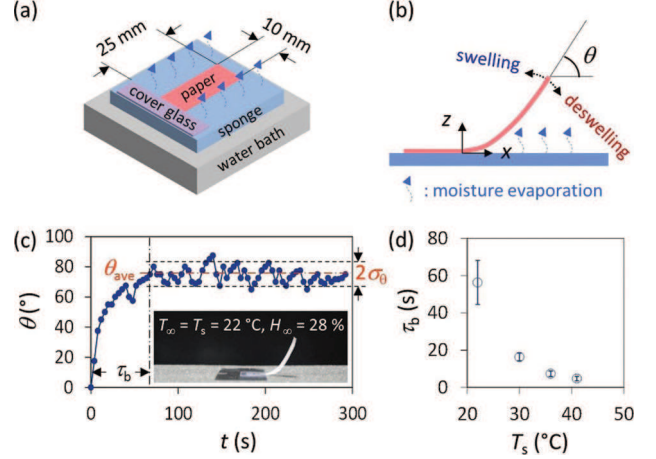 (a)
25 mm
10 mm
paper
cover glass
sponge
water bath
(b)
θ
swelling
deswelling
z
x
: moisture evaporation
(c)
100
80
60
40
20
0
θ (°)
θave
2σθ
T∞ = Ts = 22 °C, H∞ = 28 %
τb
0
100
200
300
t (s)
(d)
80
60
40
20
0
τb (s)
20
30
40
50
Ts (°C)